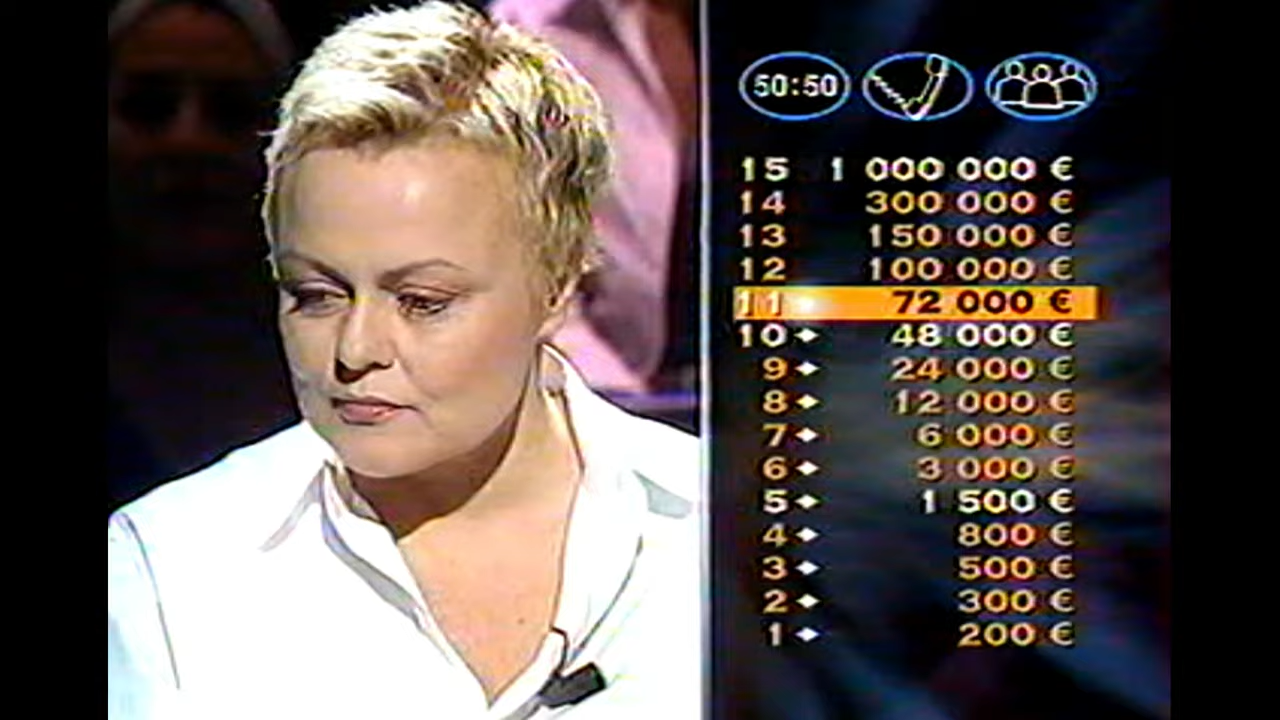 50:50
15 1 000 000 €
14 300 000 €
13 150 000 €
12 100 000 €
11 72 000 €
10 48 000 €
9 24 000 €
8 12 000 €
7 6 000 €
6 3 000 €
5 1 500 €
4 800 €
3 500 €
2 300 €
1 200 €